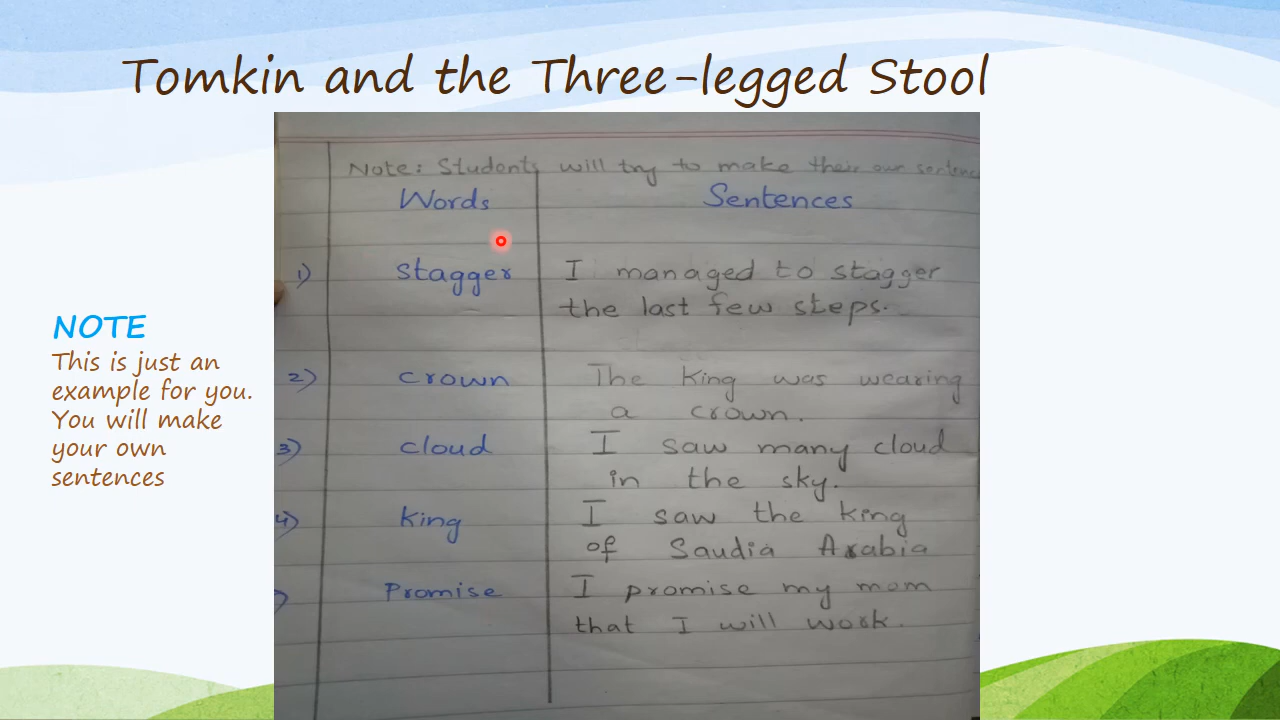 Tomkin and the Three-legged Stool
NOTE
This is just an
example for you.
You will make
your own
sentences
Note: Students will try to make their own sentenc
Words Sentences
1) stagger I managed to stagger
the last few steps.
2) crown The king was wearing
a crown.
3) cloud I saw many cloud
in the sky.
4) king I saw the king
of Saudia Arabia
) Promise I promise my mom
that I will work.